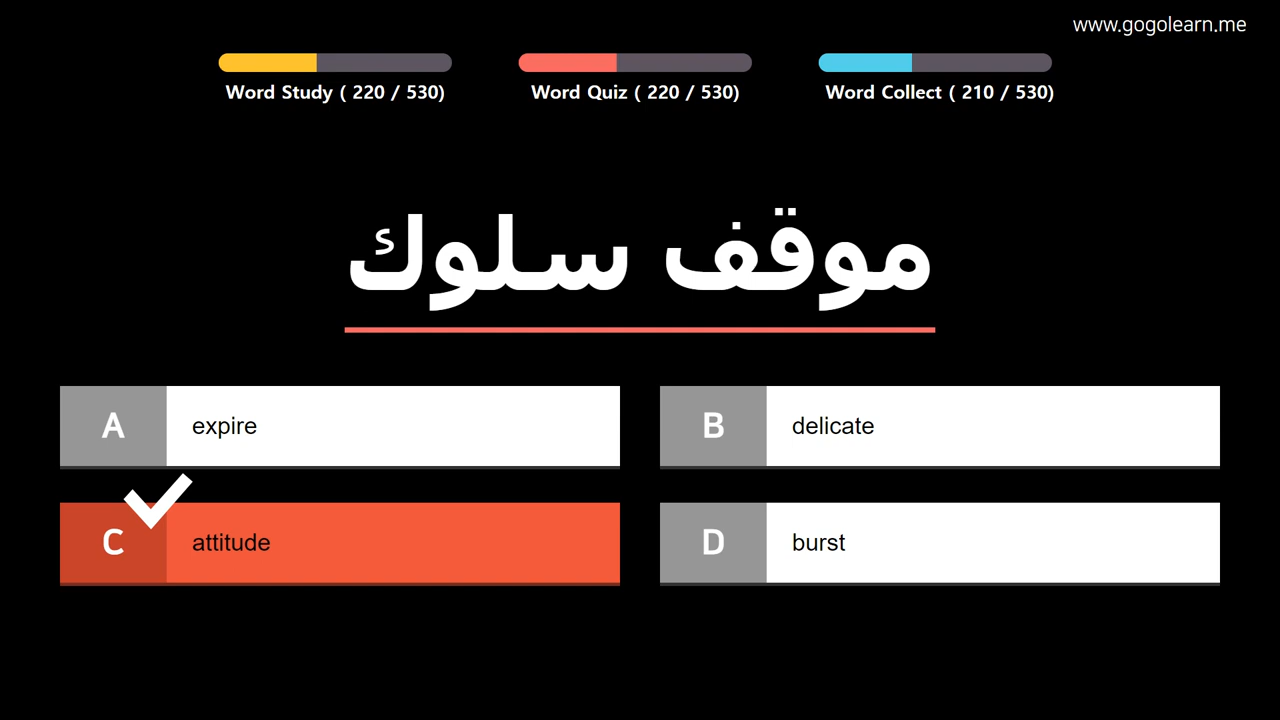 www.gogolearn.me
Word Study ( 220 / 530)
Word Quiz ( 220 / 530)
Word Collect ( 210 / 530)
موقف سلوك
A expire
B delicate
C attitude
D burst